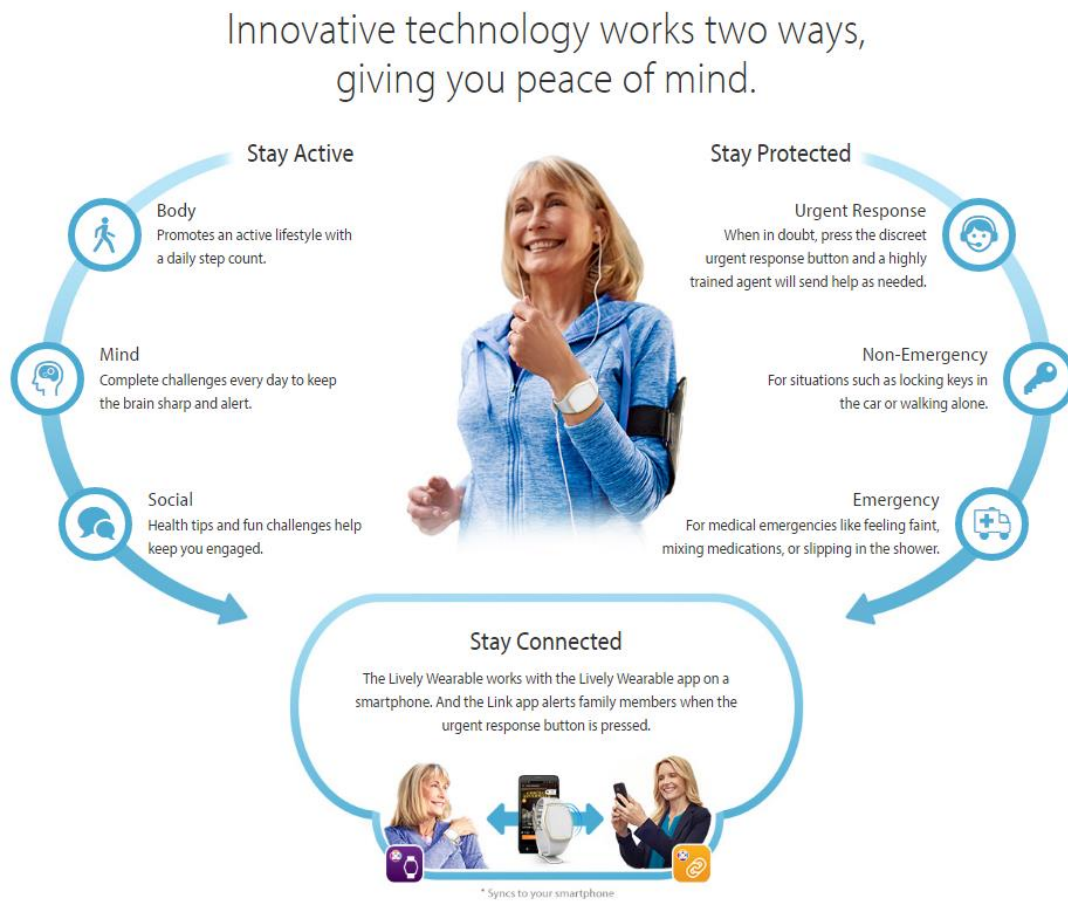 Innovative technology works two ways,
giving you peace of mind.
Stay Active
Body
Promotes an active lifestyle with
a daily step count.
Mind
Complete challenges every day to keep
the brain sharp and alert.
Social
Health tips and fun challenges help
keep you engaged.
Stay Protected
Urgent Response
When in doubt, press the discreet
urgent response button and a highly
trained agent will send help as needed.
Non-Emergency
For situations such as locking keys in
the car or walking alone.
Emergency
For medical emergencies like feeling faint,
mixing medications, or slipping in the shower.
Stay Connected
The Lively Wearable works with the Lively Wearable app on a
smartphone. And the Link app alerts family members when the
urgent response button is pressed.
* Syncs to your smartphone